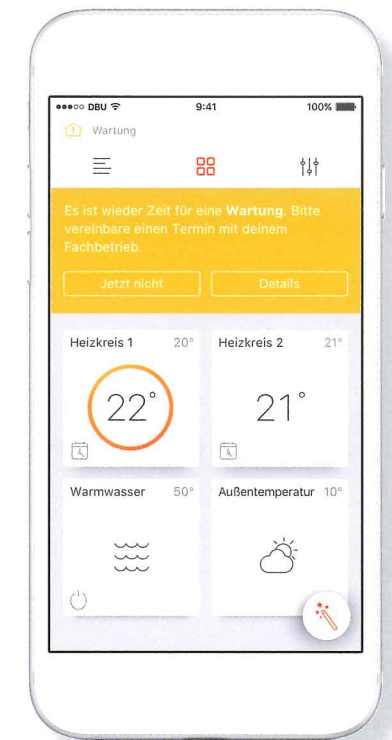 ●●●○○ DBU 9:41 100%
Wartung
Es ist wieder Zeit für eine Wartung. Bitte
vereinbare einen Termin mit deinem
Fachbetrieb.
Jetzt nicht Details
Heizkreis 1 20° Heizkreis 2 21°
22° 21°
Warmwasser 50° Außentemperatur 10°